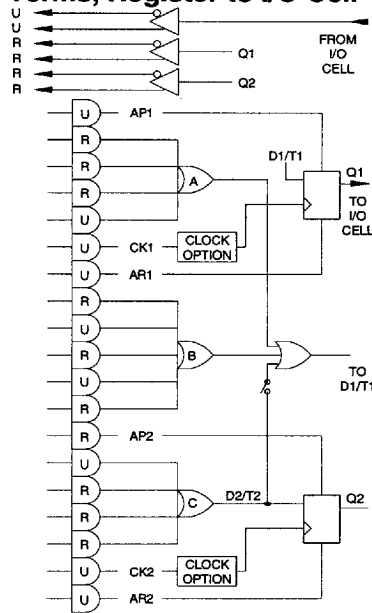 Terms, Register to I/O Cell
U
U
R
R
R
R
FROM
I/O
CELL
Q1
Q2
U AP1
R
R
R
U
A
D1/T1
Q1
TO
I/O
CELL
U CK1 CLOCK
OPTION
U AR1
R
U
R
U
R
B
TO
D1/T1
R AP2
U
R
R
R
C
D2/T2
Q2
U CK2 CLOCK
OPTION
U AR2